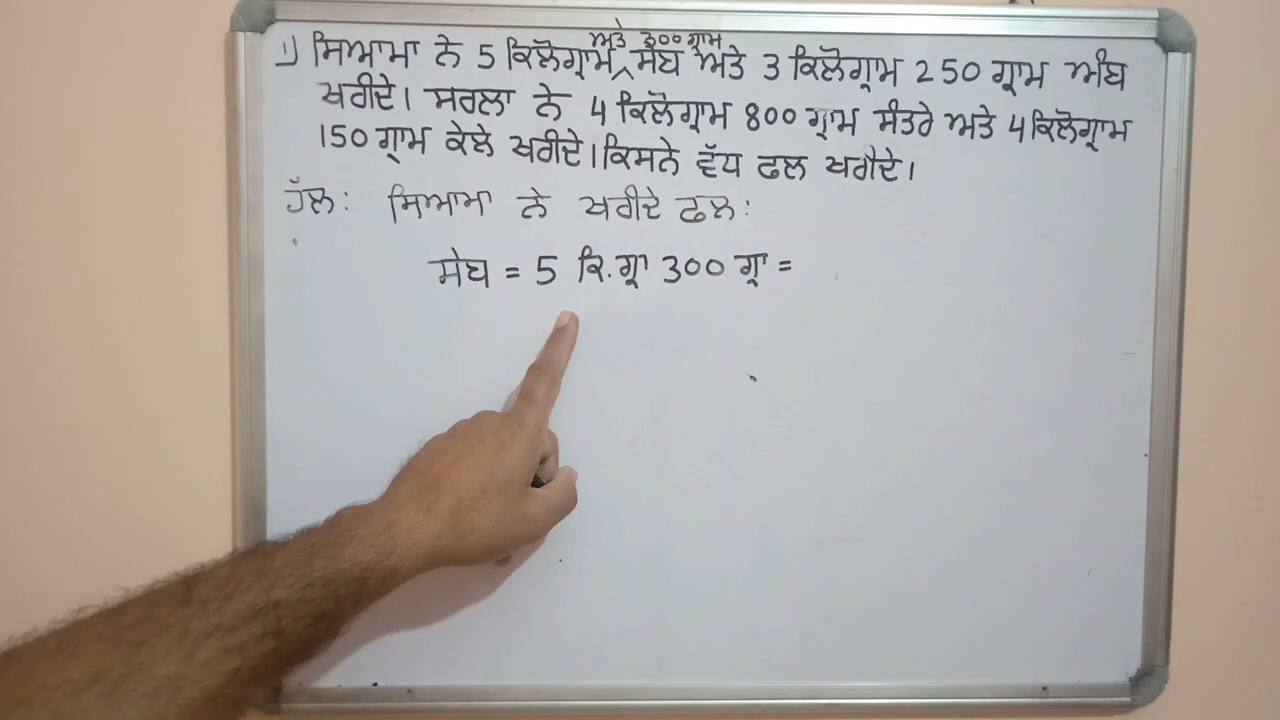 1) ਸਿਆਮਾ ਨੇ 5 ਕਿਲੋਗ੍ਰਾਮ ਅਤੇ 300 ਗ੍ਰਾਮ ਸੇਬ ਅਤੇ 3 ਕਿਲੋਗ੍ਰਾਮ 250 ਗ੍ਰਾਮ ਅੰਬ
ਖਰੀਦੇ। ਸਰਲਾ ਨੇ 4 ਕਿਲੋਗ੍ਰਾਮ 800 ਗ੍ਰਾਮ ਸੰਤਰੇ ਅਤੇ 4 ਕਿਲੋਗ੍ਰਾਮ
150 ਗ੍ਰਾਮ ਕੇਲੇ ਖਰੀਦੇ। ਕਿਸਨੇ ਵੱਧ ਫਲ ਖਰੀਦੇ।
ਹੱਲ: ਸਿਆਮਾ ਨੇ ਖਰੀਦੇ ਫਲ:
ਸੇਬ = 5 ਕਿ.ਗ੍ਰਾ 300 ਗ੍ਰਾ =